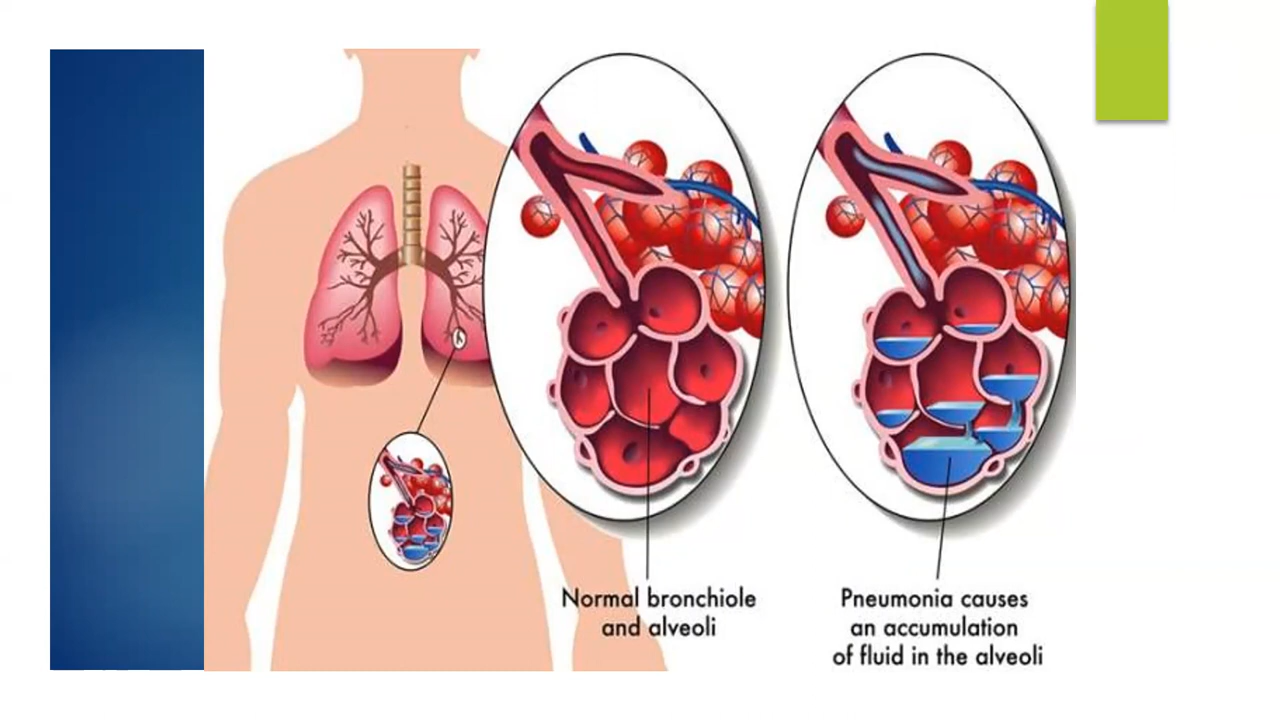 Normal bronchiole
and alveoli
Pneumonia causes
an accumulation
of fluid in the alveoli